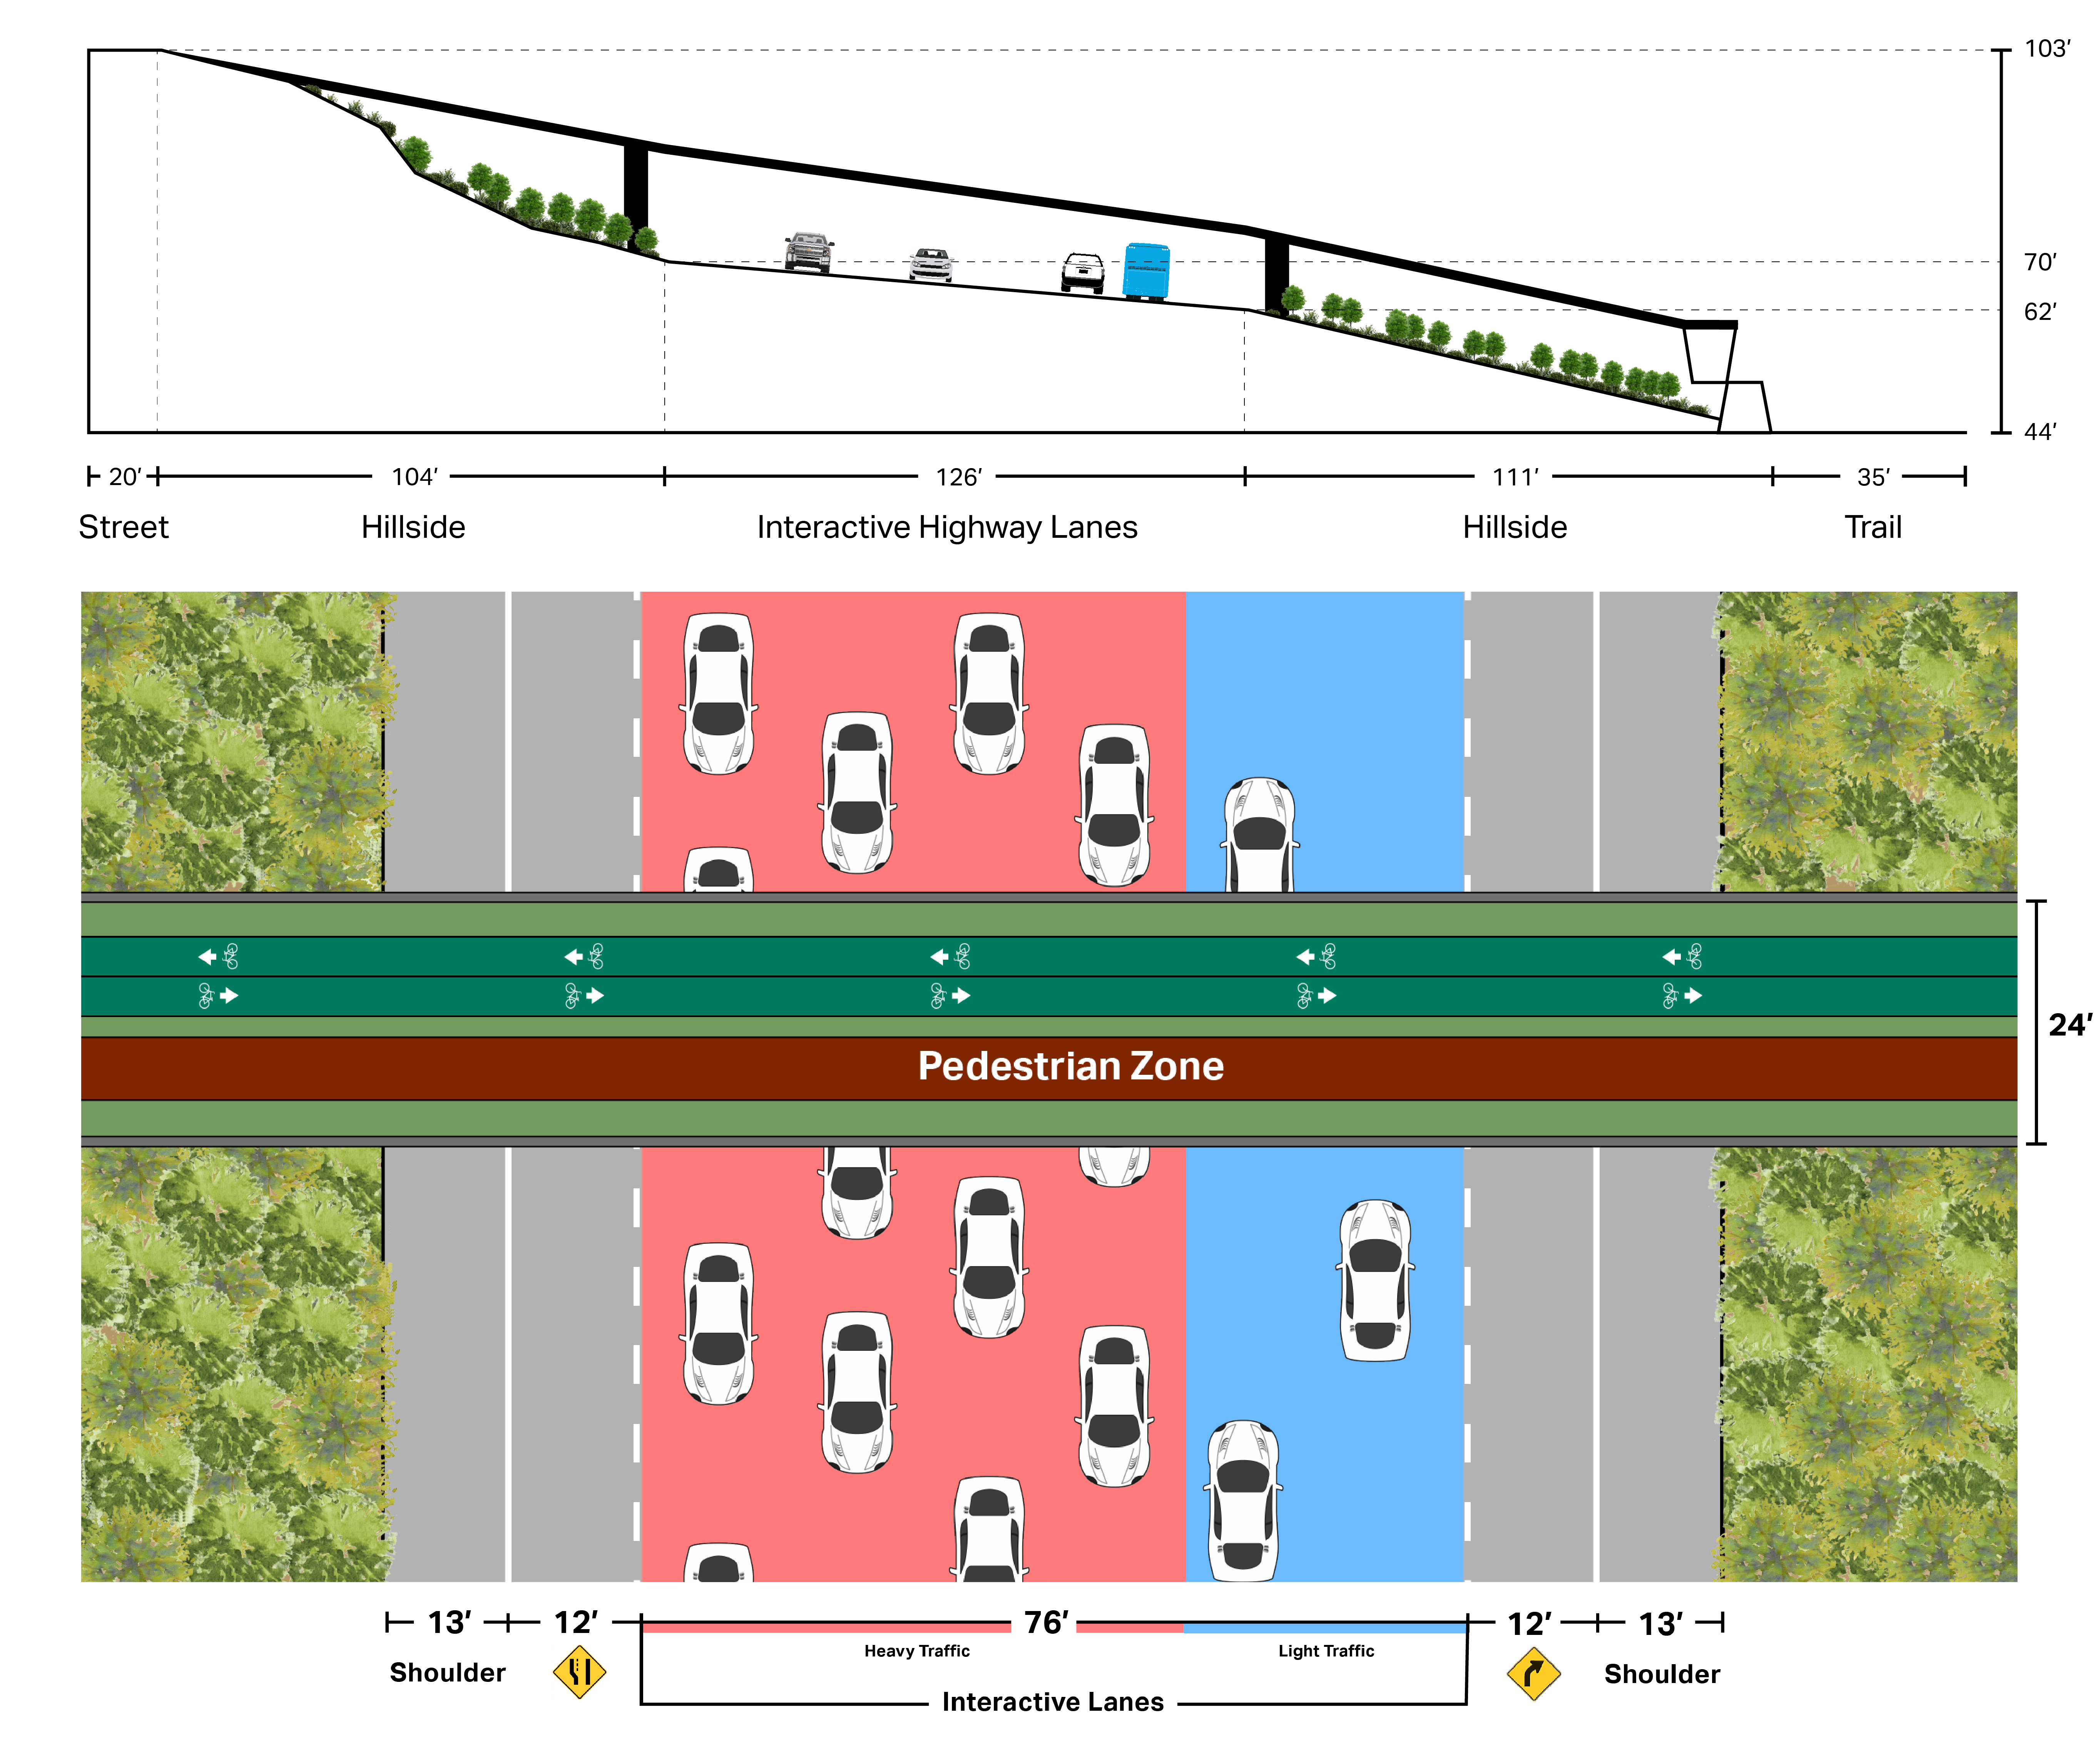 103′
70′
62′
44′
20′ 104′ 126′ 111′ 35′
Street Hillside Interactive Highway Lanes Hillside Trail
Pedestrian Zone
24′
13′ 12′ 76′ 12′ 13′
Heavy Traffic Light Traffic
Shoulder Shoulder
Interactive Lanes